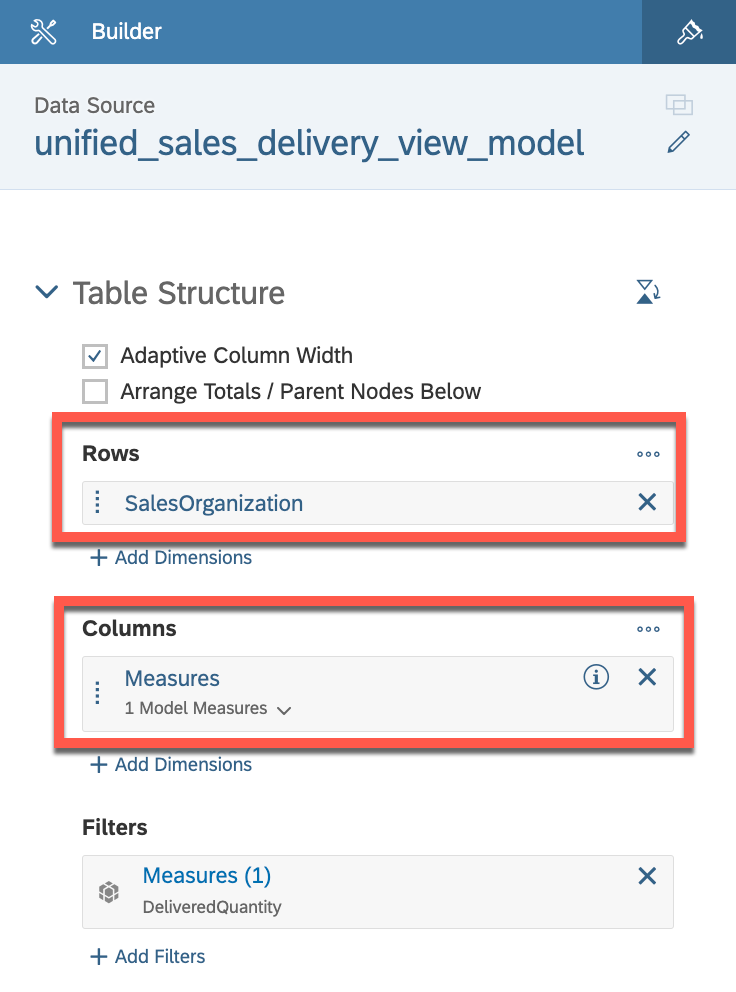 Builder
Data Source
unified_sales_delivery_view_model
Table Structure
Adaptive Column Width
Arrange Totals / Parent Nodes Below
Rows
SalesOrganization
+ Add Dimensions
Columns
Measures
1 Model Measures
+ Add Dimensions
Filters
Measures (1)
DeliveredQuantity
+ Add Filters